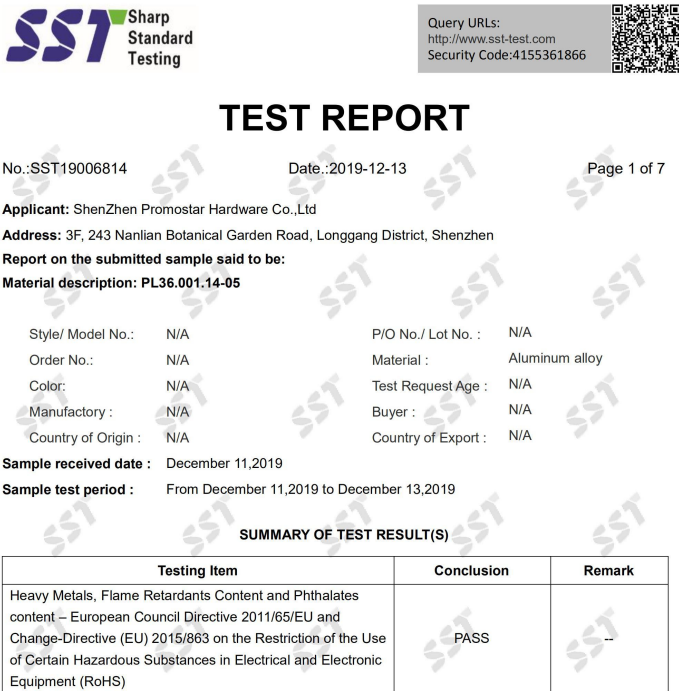 SST Sharp
Standard
Testing
Query URLs:
http://www.sst-test.com
Security Code:4155361866
TEST REPORT
No.:SST19006814 Date.:2019-12-13 Page 1 of 7
Applicant: ShenZhen Promostar Hardware Co.,Ltd
Address: 3F, 243 Nanlian Botanical Garden Road, Longgang District, Shenzhen
Report on the submitted sample said to be:
Material description: PL36.001.14-05
Style/ Model No.: N/A P/O No./ Lot No. : N/A
Order No.: N/A Material : Aluminum alloy
Color: N/A Test Request Age : N/A
Manufactory : N/A Buyer : N/A
Country of Origin : N/A Country of Export : N/A
Sample received date : December 11,2019
Sample test period : From December 11,2019 to December 13,2019
SUMMARY OF TEST RESULT(S)
Testing Item Conclusion Remark
Heavy Metals, Flame Retardants Content and Phthalates
content – European Council Directive 2011/65/EU and
Change-Directive (EU) 2015/863 on the Restriction of the Use PASS --
of Certain Hazardous Substances in Electrical and Electronic
Equipment (RoHS)